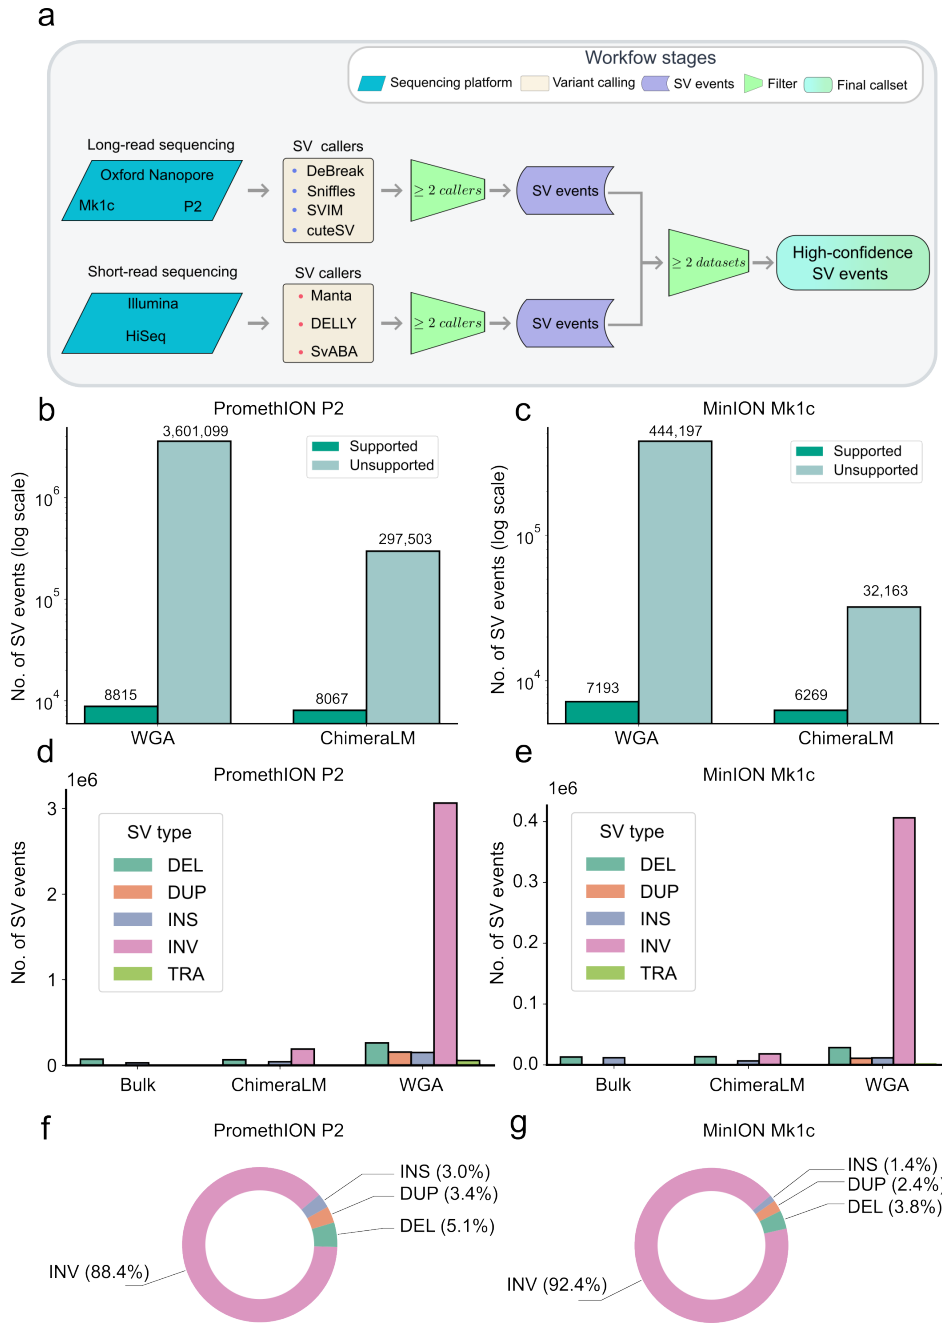 a
Workfow stages
Sequencing platform
Variant calling
SV events
Filter
Final callset
Long-read sequencing
Oxford Nanopore
Mk1c
P2
SV callers
DeBreak
Sniffles
SVIM
cuteSV
≥ 2 callers
SV events
Short-read sequencing
Illumina
HiSeq
SV callers
Manta
DELLY
SvABA
≥ 2 callers
SV events
≥ 2 datasets
High-confidence
SV events
b
PromethION P2
No. of SV events (log scale)
10^6
10^5
10^4
Supported
Unsupported
3,601,099
297,503
8815
8067
WGA
ChimeraLM
c
MinION Mk1c
No. of SV events (log scale)
10^5
10^4
Supported
Unsupported
444,197
32,163
7193
6269
WGA
ChimeraLM
d
PromethION P2
1e6
No. of SV events
3
2
1
0
SV type
DEL
DUP
INS
INV
TRA
Bulk
ChimeraLM
WGA
e
MinION Mk1c
1e6
No. of SV events
0.4
0.3
0.2
0.1
0.0
SV type
DEL
DUP
INS
INV
TRA
Bulk
ChimeraLM
WGA
f
PromethION P2
INS (3.0%)
DUP (3.4%)
DEL (5.1%)
INV (88.4%)
g
MinION Mk1c
INS (1.4%)
DUP (2.4%)
DEL (3.8%)
INV (92.4%)